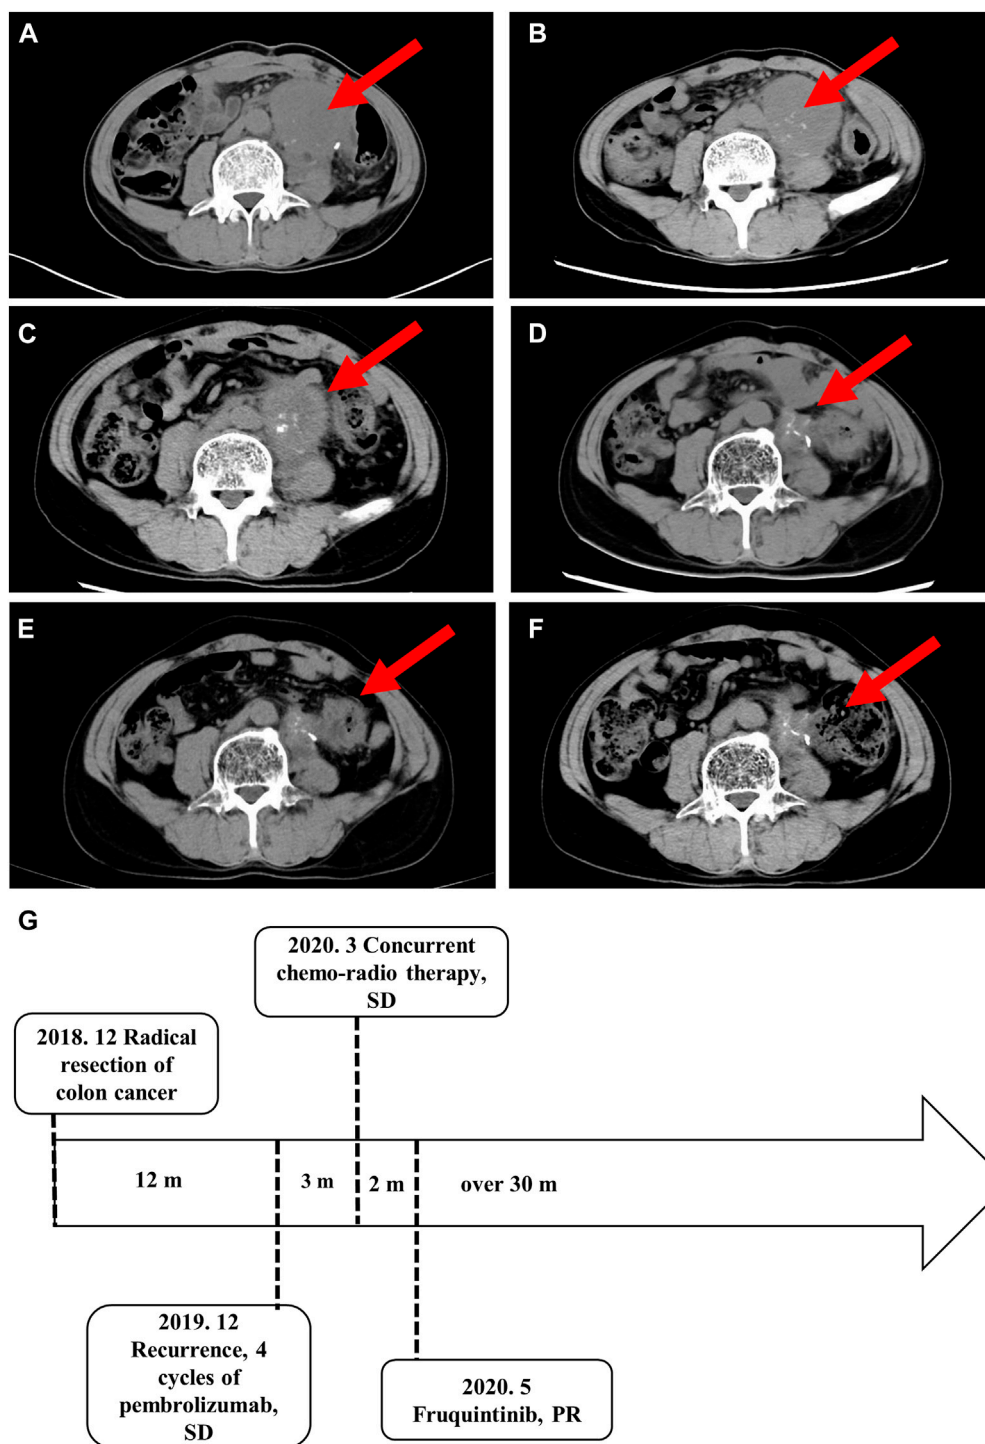 A
B
C
D
E
F
G
2020. 3 Concurrent
chemo-radio therapy,
SD
2018. 12 Radical
resection of
colon cancer
12 m
3 m
2 m
over 30 m
2019. 12
Recurrence, 4
cycles of
pembrolizumab,
SD
2020. 5
Fruquintinib, PR